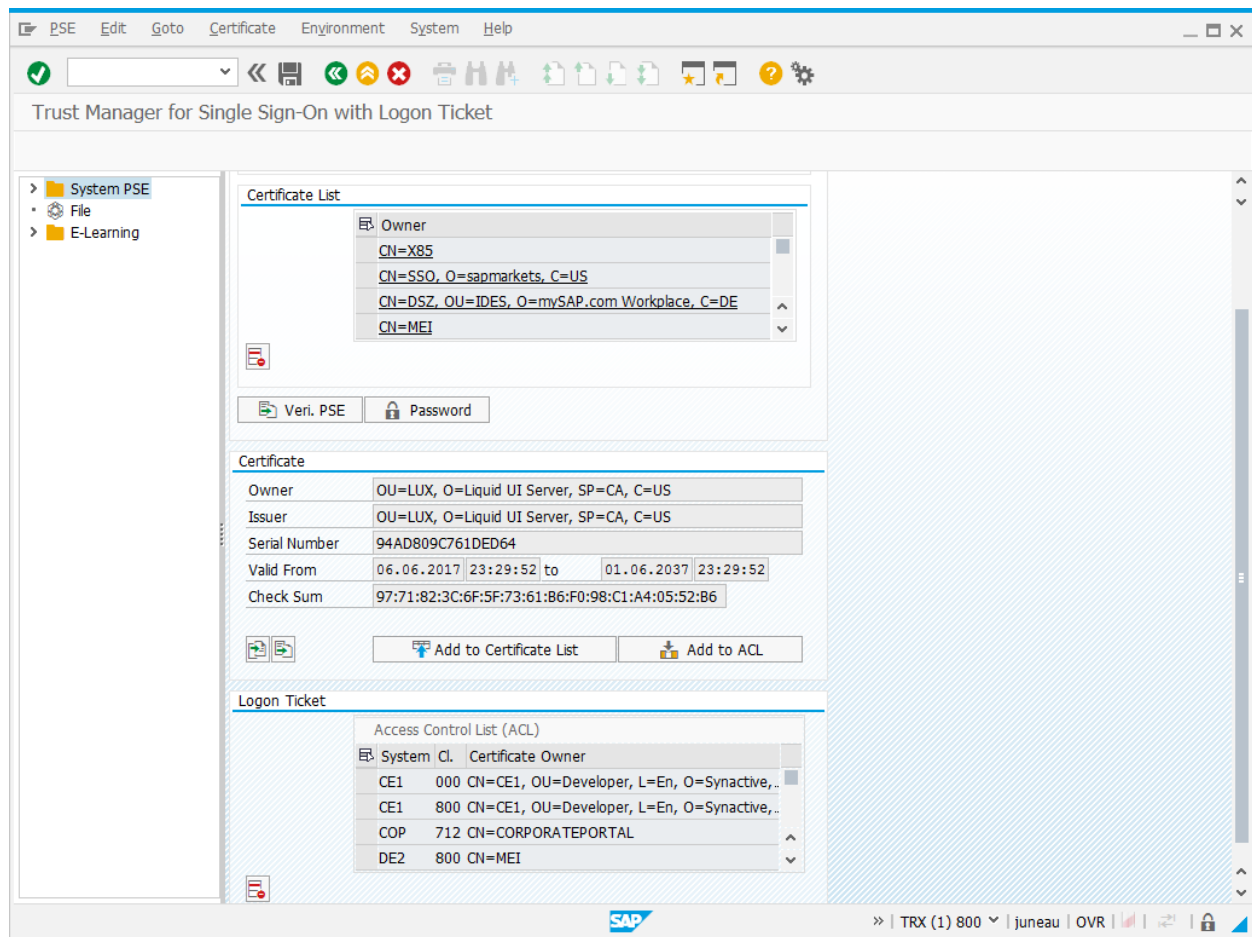 PSE Edit Goto Certificate Environment System Help
Trust Manager for Single Sign-On with Logon Ticket
System PSE
File
E-Learning
Certificate List
Owner
CN=X85
CN=SSO, O=sapmarkets, C=US
CN=DSZ, OU=IDES, O=mySAP.com Workplace, C=DE
CN=MEI
Veri. PSE Password
Certificate
Owner OU=LUX, O=Liquid UI Server, SP=CA, C=US
Issuer OU=LUX, O=Liquid UI Server, SP=CA, C=US
Serial Number 94AD809C761DED64
Valid From 06.06.2017 23:29:52 to 01.06.2037 23:29:52
Check Sum 97:71:82:3C:6F:5F:73:61:B6:F0:98:C1:A4:05:52:B6
Add to Certificate List Add to ACL
Logon Ticket
Access Control List (ACL)
System Cl. Certificate Owner
CE1 000 CN=CE1, OU=Developer, L=En, O=Synactive,..
CE1 800 CN=CE1, OU=Developer, L=En, O=Synactive,..
COP 712 CN=CORPORATEPORTAL
DE2 800 CN=MEI
SAP » | TRX (1) 800 | juneau | OVR